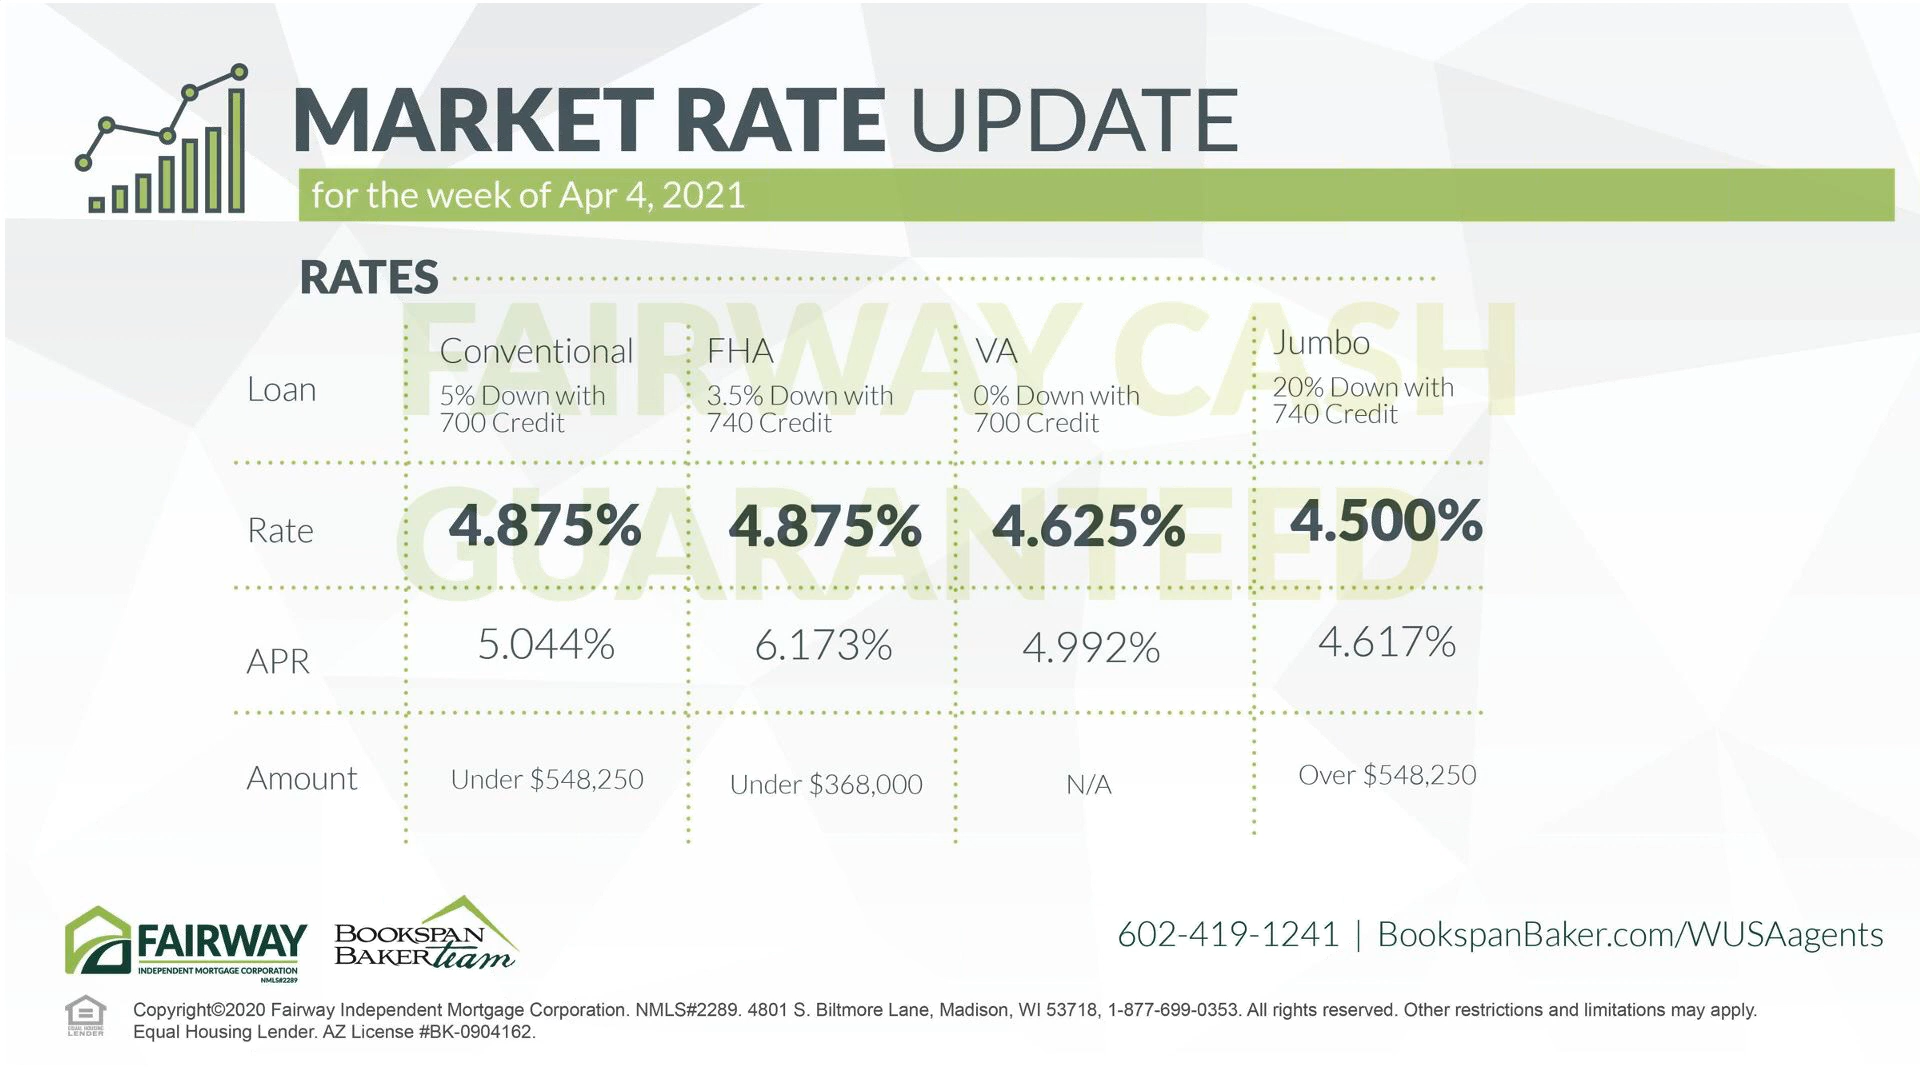 MARKET RATE UPDATE
for the week of Apr 4, 2021
RATES
FAIRWAY CASH
GUARANTEED
Loan
Conventional
5% Down with
700 Credit
FHA
3.5% Down with
740 Credit
VA
0% Down with
700 Credit
Jumbo
20% Down with
740 Credit
Rate 4.875% 4.875% 4.625% 4.500%
APR 5.044% 6.173% 4.992% 4.617%
Amount Under $548,250 Under $368,000 N/A Over $548,250
FAIRWAY
INDEPENDENT MORTGAGE CORPORATION
NMLS#2289
BOOKSPAN
BAKER team
602-419-1241 | BookspanBaker.com/WUSAagents
EQUAL HOUSING
LENDER
Copyright©2020 Fairway Independent Mortgage Corporation. NMLS#2289. 4801 S. Biltmore Lane, Madison, WI 53718, 1-877-699-0353. All rights reserved. Other restrictions and limitations may apply.
Equal Housing Lender. AZ License #BK-0904162.